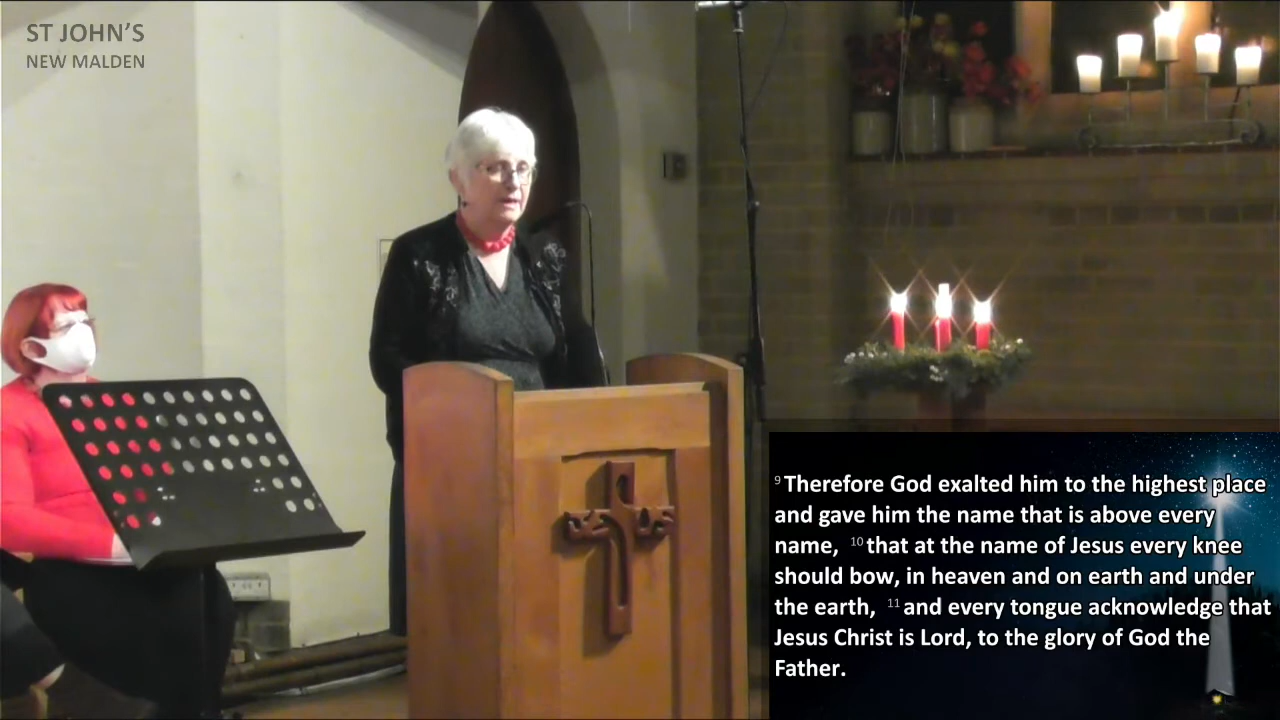 ST JOHN'S
NEW MALDEN
9 Therefore God exalted him to the highest place
and gave him the name that is above every
name, 10 that at the name of Jesus every knee
should bow, in heaven and on earth and under
the earth, 11 and every tongue acknowledge that
Jesus Christ is Lord, to the glory of God the
Father.